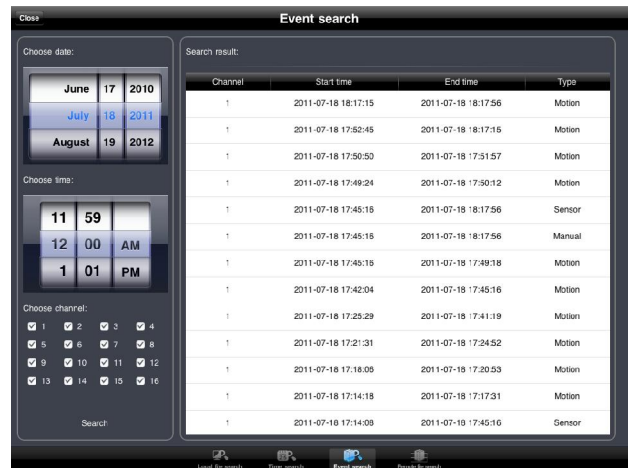 Close
Event search
Choose date:
June 17 2010
July 18 2011
August 19 2012
Choose time:
11 59
12 00 AM
1 01 PM
Choose channel:
1 2 3 4
5 6 7 8
9 10 11 12
13 14 15 16
Search
Search result:
Channel Start time End time Type
1 2011-07-18 18:17:15 2011-07-18 18:17:56 Motion
1 2011-07-18 17:52:45 2011-07-18 18:17:15 Motion
1 2011-07-18 17:50:50 2011-07-18 17:51:57 Motion
1 2011-07-18 17:49:24 2011-07-18 17:50:12 Motion
1 2011-07-18 17:45:16 2011-07-18 18:17:56 Sensor
1 2011-07-18 17:45:16 2011-07-18 18:17:56 Manual
1 2011-07-18 17:45:16 2011-07-18 17:49:18 Motion
1 2011-07-18 17:42:04 2011-07-18 17:45:16 Motion
1 2011-07-18 17:25:29 2011-07-18 17:41:19 Motion
1 2011-07-18 17:21:31 2011-07-18 17:24:52 Motion
1 2011-07-18 17:18:06 2011-07-18 17:20:53 Motion
1 2011-07-18 17:14:18 2011-07-18 17:17:31 Motion
1 2011-07-18 17:14:08 2011-07-18 17:45:16 Sensor
Local file search Time search Event search Remote file search